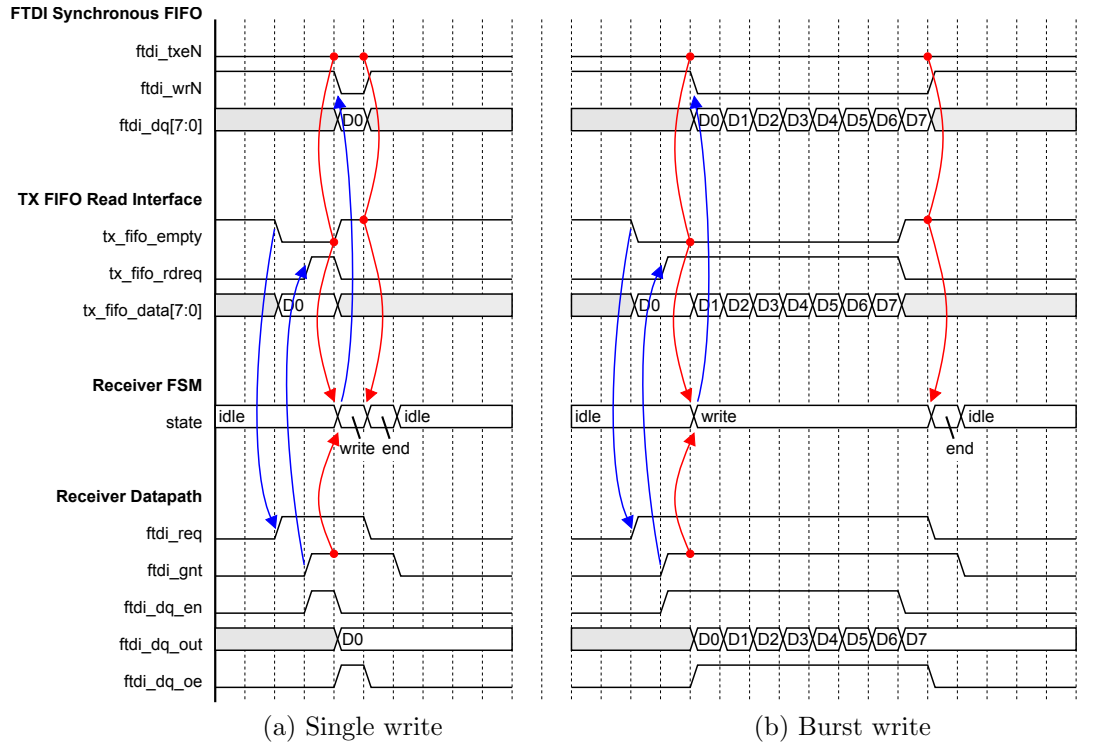 FTDI Synchronous FIFO
ftdi_txeN
ftdi_wrN
ftdi_dq[7:0] D0 D0 D1 D2 D3 D4 D5 D6 D7
TX FIFO Read Interface
tx_fifo_empty
tx_fifo_rdreq
tx_fifo_data[7:0] D0 D0 D1 D2 D3 D4 D5 D6 D7
Receiver FSM
state idle idle write idle
write end end
Receiver Datapath
ftdi_req
ftdi_gnt
ftdi_dq_en
ftdi_dq_out D0 D0 D1 D2 D3 D4 D5 D6 D7
ftdi_dq_oe
(a) Single write (b) Burst write